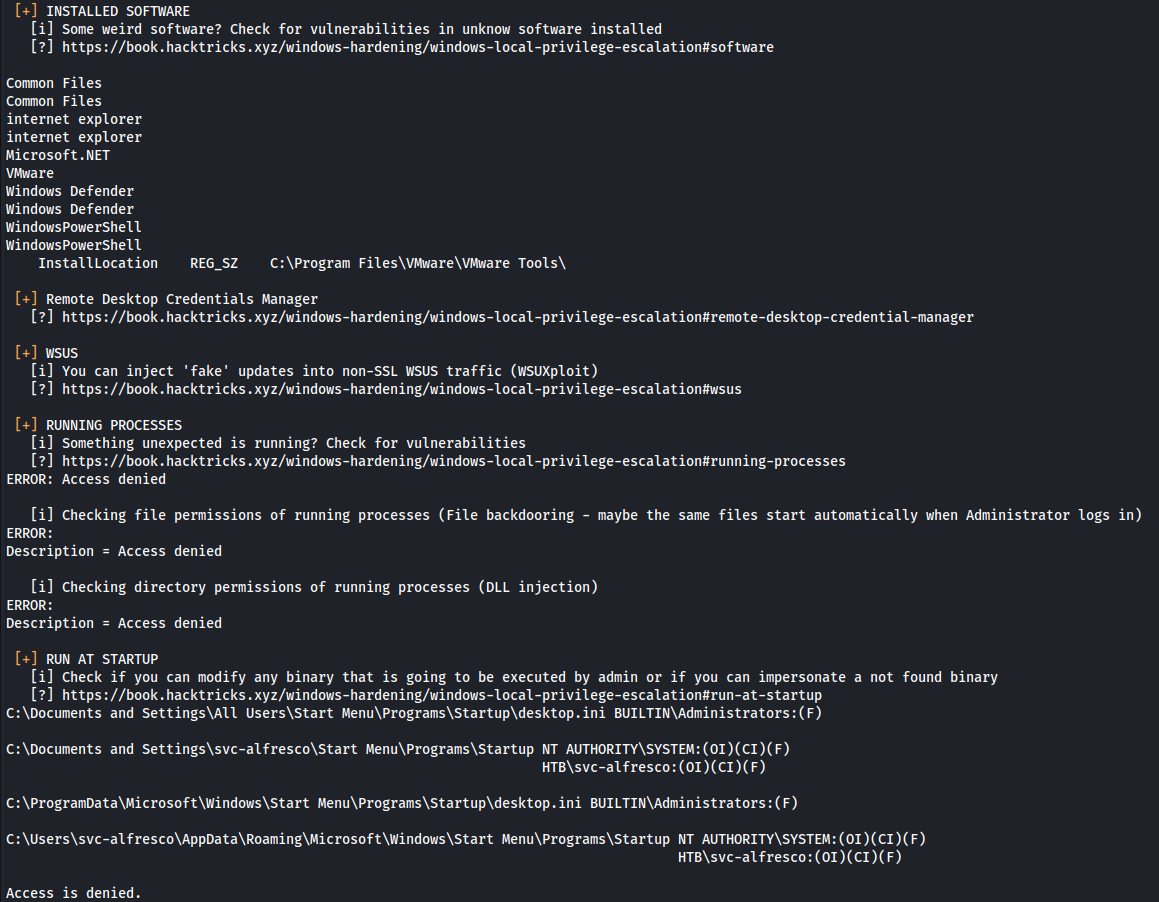 [+] INSTALLED SOFTWARE
[i] Some weird software? Check for vulnerabilities in unknow software installed
[?] https://book.hacktricks.xyz/windows-hardening/windows-local-privilege-escalation#software
Common Files
Common Files
internet explorer
internet explorer
Microsoft.NET
VMware
Windows Defender
Windows Defender
WindowsPowerShell
WindowsPowerShell
InstallLocation    REG_SZ    C:\Program Files\VMware\VMware Tools\
[+] Remote Desktop Credentials Manager
[?] https://book.hacktricks.xyz/windows-hardening/windows-local-privilege-escalation#remote-desktop-credential-manager
[+] WSUS
[i] You can inject 'fake' updates into non-SSL WSUS traffic (WSUXploit)
[?] https://book.hacktricks.xyz/windows-hardening/windows-local-privilege-escalation#wsus
[+] RUNNING PROCESSES
[i] Something unexpected is running? Check for vulnerabilities
[?] https://book.hacktricks.xyz/windows-hardening/windows-local-privilege-escalation#running-processes
ERROR: Access denied
[i] Checking file permissions of running processes (File backdooring - maybe the same files start automatically when Administrator logs in)
ERROR:
Description = Access denied
[i] Checking directory permissions of running processes (DLL injection)
ERROR:
Description = Access denied
[+] RUN AT STARTUP
[i] Check if you can modify any binary that is going to be executed by admin or if you can impersonate a not found binary
[?] https://book.hacktricks.xyz/windows-hardening/windows-local-privilege-escalation#run-at-startup
C:\Documents and Settings\All Users\Start Menu\Programs\Startup\desktop.ini BUILTIN\Administrators:(F)
C:\Documents and Settings\svc-alfresco\Start Menu\Programs\Startup NT AUTHORITY\SYSTEM:(OI)(CI)(F)
HTB\svc-alfresco:(OI)(CI)(F)
C:\ProgramData\Microsoft\Windows\Start Menu\Programs\Startup\desktop.ini BUILTIN\Administrators:(F)
C:\Users\svc-alfresco\AppData\Roaming\Microsoft\Windows\Start Menu\Programs\Startup NT AUTHORITY\SYSTEM:(OI)(CI)(F)
HTB\svc-alfresco:(OI)(CI)(F)
Access is denied.